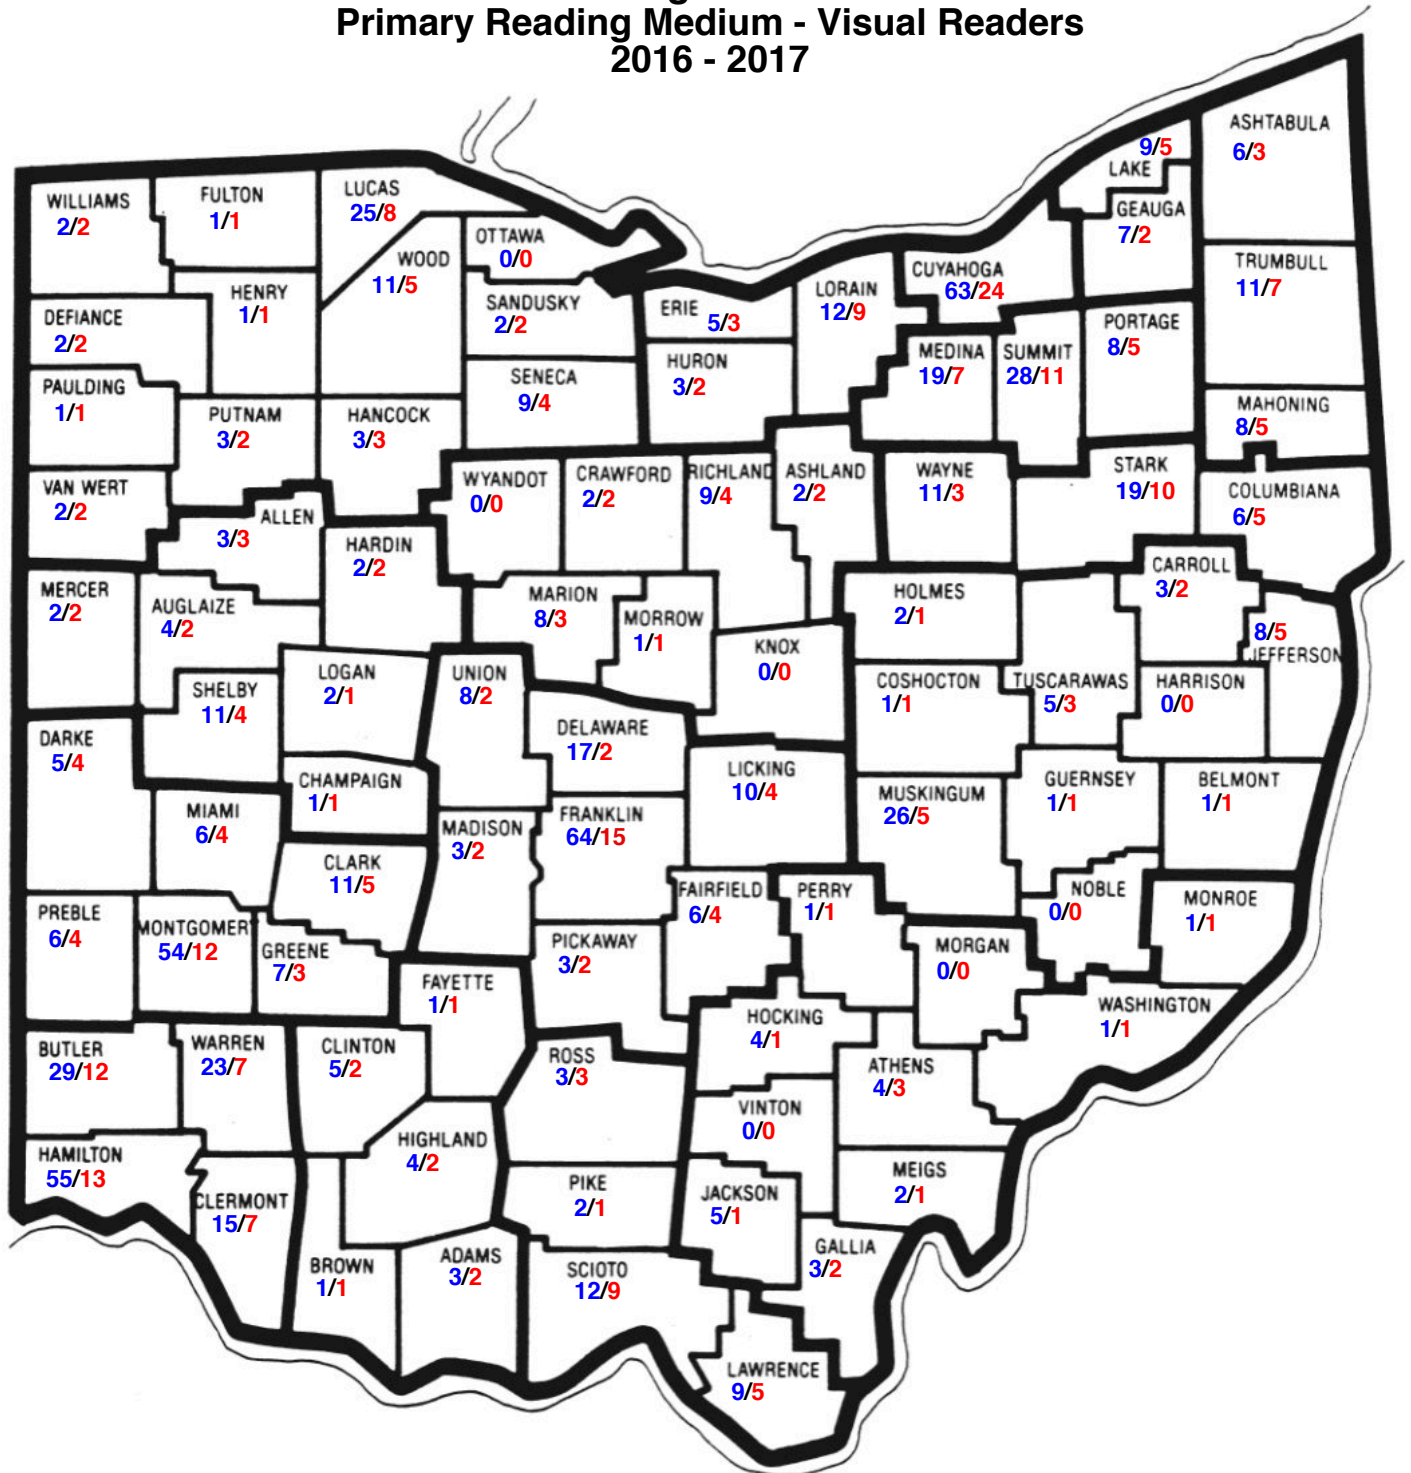 Primary Reading Medium - Visual Readers
2016 - 2017
ASHTABULA
6/3
9/5
LAKE
GEAUGA
7/2
WILLIAMS
2/2
FULTON
1/1
LUCAS
25/8
OTTAWA
0/0
WOOD
11/5
HENRY
1/1
SANDUSKY
2/2
ERIE 5/3
LORAIN
12/9
CUYAHOGA
63/24
TRUMBULL
11/7
DEFIANCE
2/2
PAULDING
1/1
PUTNAM
3/2
HANCOCK
3/3
SENECA
9/4
HURON
3/2
MEDINA
19/7
SUMMIT
28/11
PORTAGE
8/5
MAHONING
8/5
VAN WERT
2/2
ALLEN
3/3
WYANDOT
0/0
CRAWFORD
2/2
RICHLAND
9/4
ASHLAND
2/2
WAYNE
11/3
STARK
19/10
COLUMBIANA
6/5
HARDIN
2/2
MERCER
2/2
AUGLAIZE
4/2
MARION
8/3
MORROW
1/1
KNOX
0/0
HOLMES
2/1
CARROLL
3/2
8/5
JEFFERSON
SHELBY
11/4
LOGAN
2/1
UNION
8/2
DELAWARE
17/2
COSHOCTON
1/1
TUSCARAWAS
5/3
HARRISON
0/0
DARKE
5/4
MIAMI
6/4
CHAMPAIGN
1/1
MADISON
3/2
FRANKLIN
64/15
LICKING
10/4
MUSKINGUM
26/5
GUERNSEY
1/1
BELMONT
1/1
CLARK
11/5
PREBLE
6/4
MONTGOMERY
54/12
GREENE
7/3
FAYETTE
1/1
PICKAWAY
3/2
FAIRFIELD
6/4
PERRY
1/1
MORGAN
0/0
NOBLE
0/0
MONROE
1/1
WASHINGTON
1/1
BUTLER
29/12
WARREN
23/7
CLINTON
5/2
ROSS
3/3
HOCKING
4/1
ATHENS
4/3
VINTON
0/0
HAMILTON
55/13
CLERMONT
15/7
HIGHLAND
4/2
PIKE
2/1
JACKSON
5/1
MEIGS
2/1
BROWN
1/1
ADAMS
3/2
SCIOTO
12/9
GALLIA
3/2
LAWRENCE
9/5